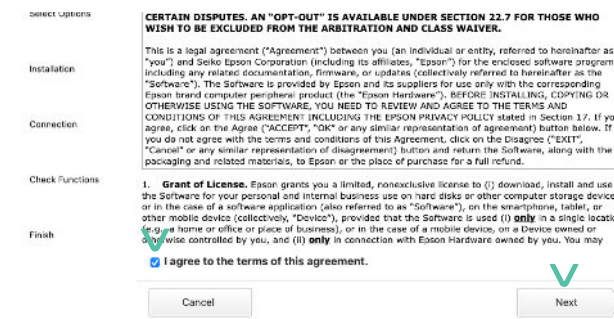 Select Options
Installation
Connection
Check Functions
Finish
CERTAIN DISPUTES. AN "OPT-OUT" IS AVAILABLE UNDER SECTION 22.7 FOR THOSE WHO
WISH TO BE EXCLUDED FROM THE ARBITRATION AND CLASS WAIVER.
This is a legal agreement ("Agreement") between you (an individual or entity, referred to hereinafter as
"you") and Seiko Epson Corporation (including its affiliates, "Epson") for the enclosed software program
including any related documentation, firmware, or updates (collectively referred to hereinafter as the
"Software"). The Software is provided by Epson and its suppliers for use only with the corresponding
Epson brand computer peripheral product (the "Epson Hardware"). BEFORE INSTALLING, COPYING OR
OTHERWISE USING THE SOFTWARE, YOU NEED TO REVIEW AND AGREE TO THE TERMS AND
CONDITIONS OF THIS AGREEMENT INCLUDING THE EPSON PRIVACY POLICY stated in Section 17. If you
agree, click on the Agree ("ACCEPT", "OK" or any similar representation of agreement) button below. If
you do not agree with the terms and conditions of this Agreement, click on the Disagree ("EXIT",
"Cancel" or any similar representation of disagreement) button and return the Software, along with the
packaging and related materials, to Epson or the place of purchase for a full refund.
1. Grant of License. Epson grants you a limited, nonexclusive license to (i) download, install and use
the Software for your personal and internal business use on hard disks or other computer storage device
or in the case of a software application (also referred to as "Software"), on the smartphone, tablet, or
other mobile device (collectively, "Device"), provided that the Software is used (i) only in a single locatio
(e.g., a home or office or place of business), or in the case of a mobile device, on a Device owned or
otherwise controlled by you, and (ii) only in connection with Epson Hardware owned by you. You may
I agree to the terms of this agreement.
Cancel
Next